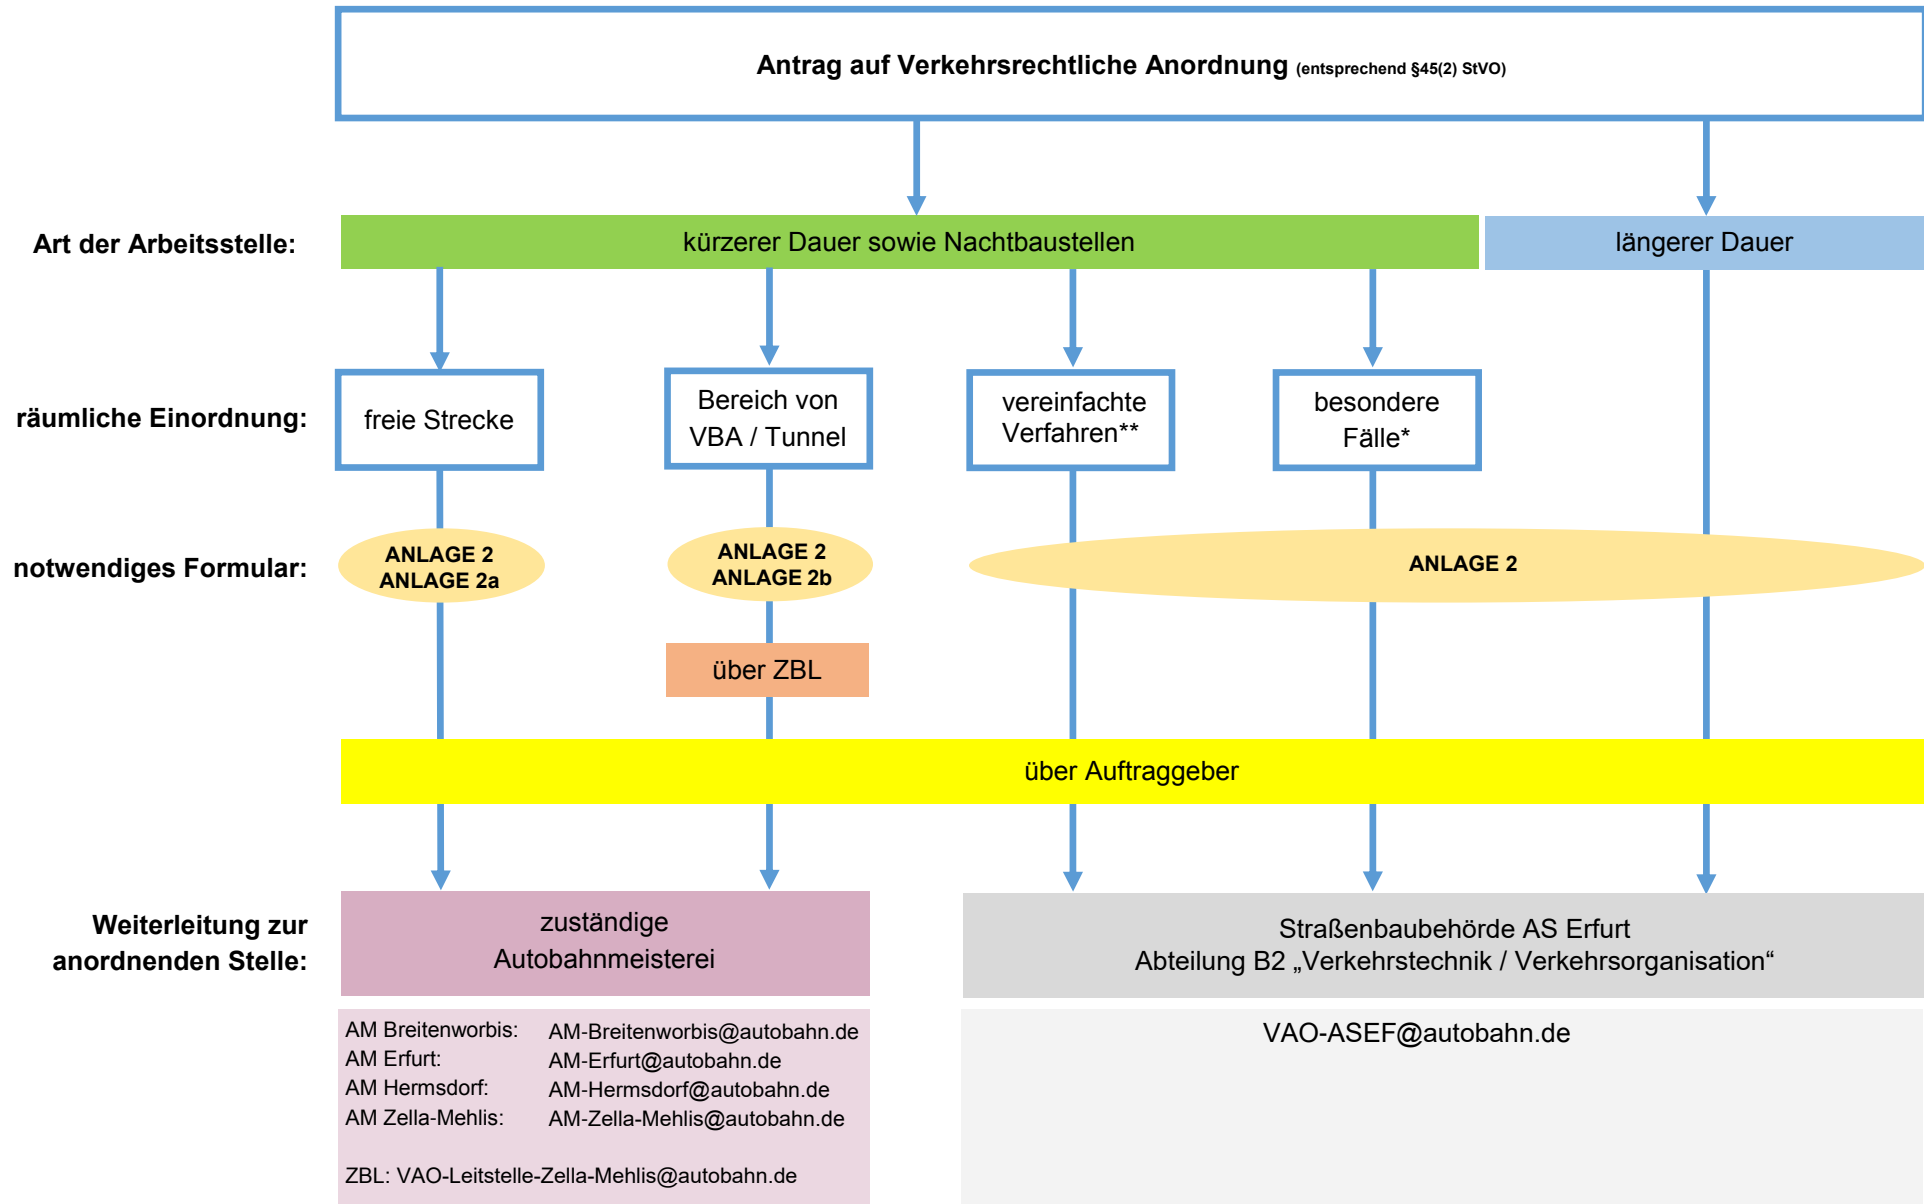 Antrag auf Verkehrsrechtliche Anordnung (entsprechend §45(2) StVO)
Art der Arbeitsstelle:
kürzerer Dauer sowie Nachtbaustellen
längerer Dauer
räumliche Einordnung:
freie Strecke
Bereich von
VBA / Tunnel
vereinfachte
Verfahren**
besondere
Fälle*
notwendiges Formular:
ANLAGE 2
ANLAGE 2a
ANLAGE 2
ANLAGE 2b
ANLAGE 2
über ZBL
über Auftraggeber
Weiterleitung zur
anordnenden Stelle:
zuständige
Autobahnmeisterei
Straßenbaubehörde AS Erfurt
Abteilung B2 „Verkehrstechnik / Verkehrsorganisation“
AM Breitenworbis: AM-Breitenworbis@autobahn.de
AM Erfurt: AM-Erfurt@autobahn.de
AM Hermsdorf: AM-Hermsdorf@autobahn.de
AM Zella-Mehlis: AM-Zella-Mehlis@autobahn.de
ZBL: VAO-Leitstelle-Zella-Mehlis@autobahn.de
VAO-ASEF@autobahn.de